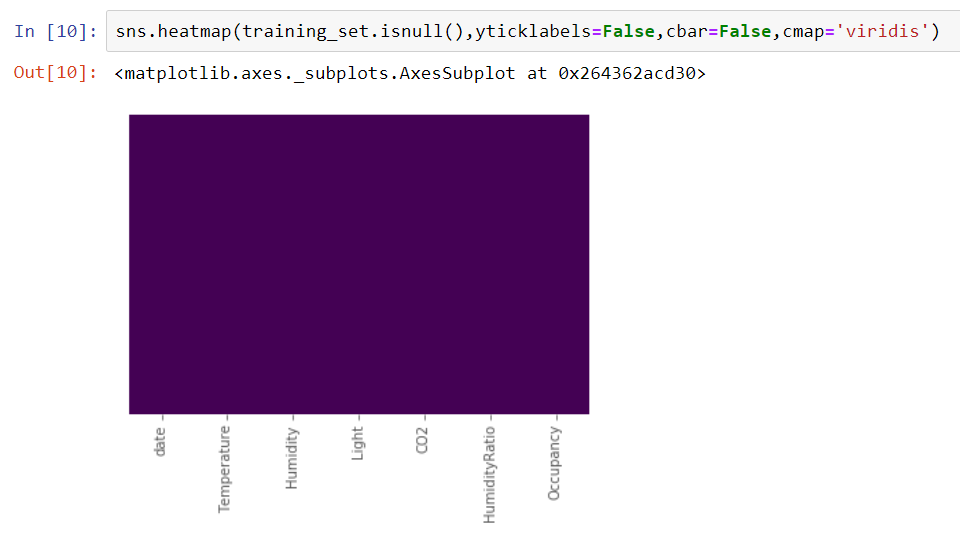 In [10]: sns.heatmap(training_set.isnull(),yticklabels=False,cbar=False,cmap='viridis')
Out[10]: <matplotlib.axes._subplots.AxesSubplot at 0x264362acd30>
date
Temperature
Humidity
Light
CO2
HumidityRatio
Occupancy